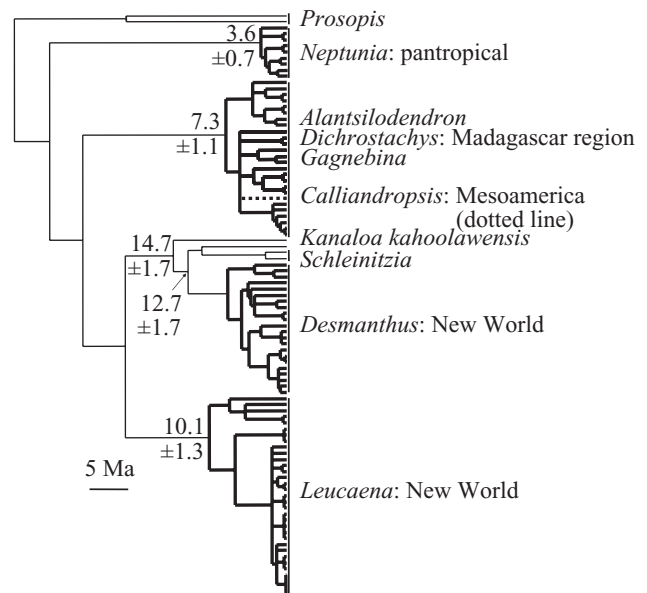 Prosopis
3.6
±0.7
Neptunia: pantropical
7.3
±1.1
Alantsilodendron
Dichrostachys: Madagascar region
Gagnebina
Calliandropsis: Mesoamerica
(dotted line)
Kanaloa kahoolawensis
14.7
±1.7
Schleinitzia
12.7
±1.7
Desmanthus: New World
10.1
±1.3
5 Ma
Leucaena: New World